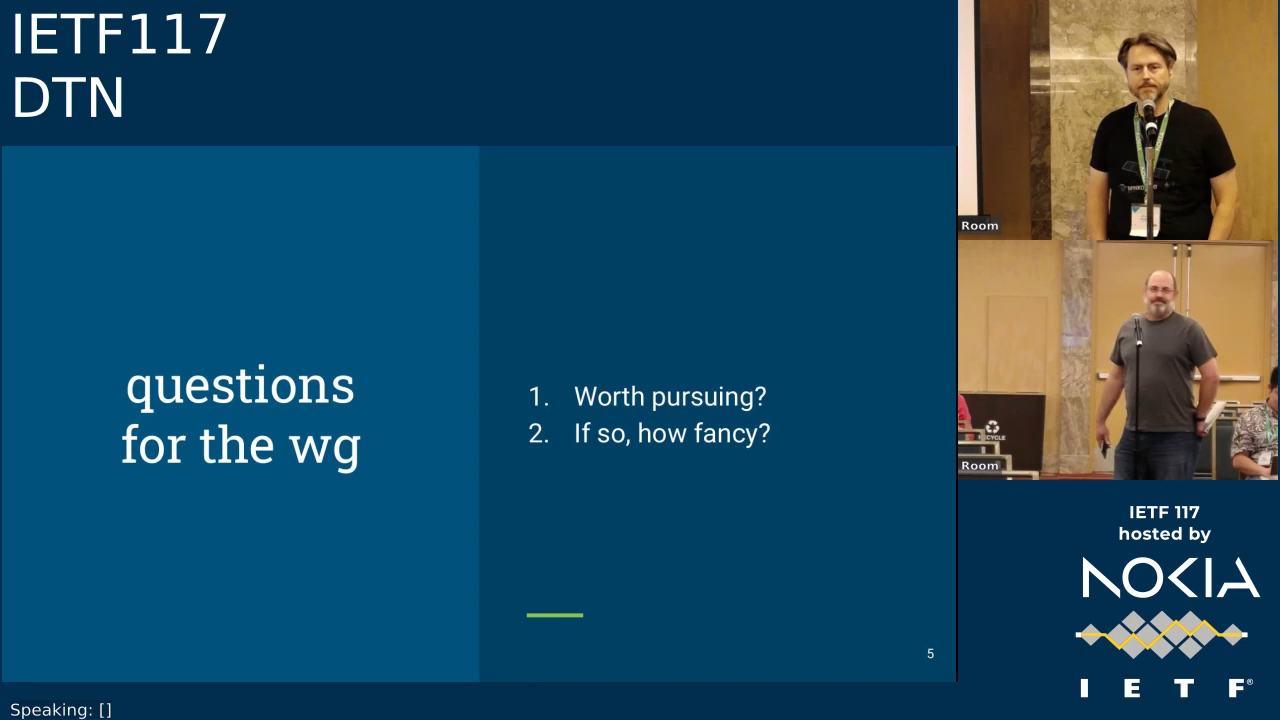 IETF117
DTN
questions
for the wg
1. Worth pursuing?
2. If so, how fancy?
5
Room
RECYCLE
Room
IETF 117
hosted by
NOKIA
I E T F®
Speaking: []